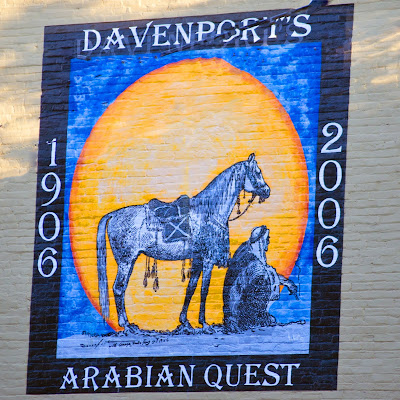 DAVENPORT'S
1906
2006
ARABIAN QUEST